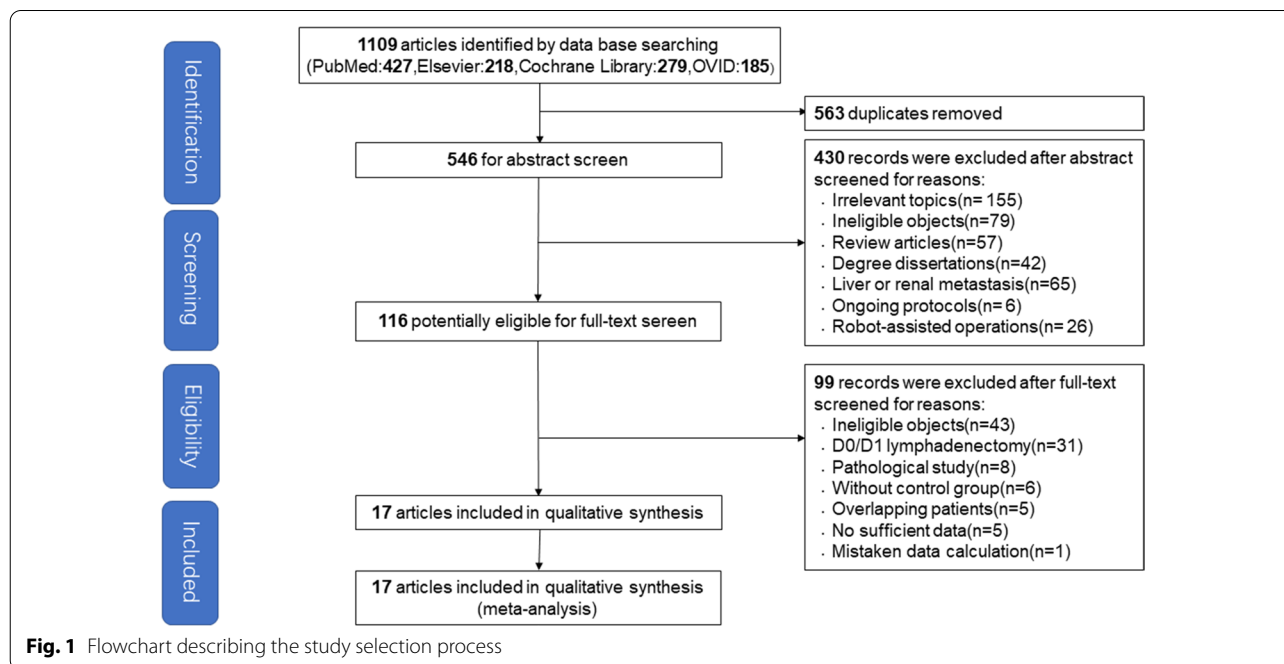 Identification
Screening
Eligibility
Included
1109 articles identified by data base searching
(PubMed:427,Elsevier:218,Cochrane Library:279,OVID:185)
563 duplicates removed
546 for abstract screen
430 records were excluded after abstract
screened for reasons:
· Irrelevant topics(n= 155)
· Ineligible objects(n=79)
· Review articles(n=57)
· Degree dissertations(n=42)
· Liver or renal metastasis(n=65)
· Ongoing protocols(n= 6)
· Robot-assisted operations(n= 26)
116 potentially eligible for full-text sereen
99 records were excluded after full-text
screened for reasons:
· Ineligible objects(n=43)
· D0/D1 lymphadenectomy(n=31)
· Pathological study(n=8)
· Without control group(n=6)
· Overlapping patients(n=5)
· No sufficient data(n=5)
· Mistaken data calculation(n=1)
17 articles included in qualitative synthesis
17 articles included in qualitative synthesis
(meta-analysis)
Fig. 1 Flowchart describing the study selection process